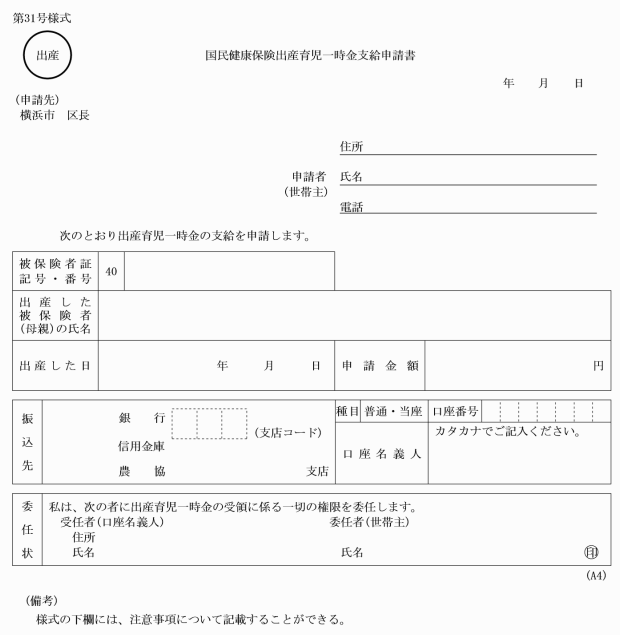 第31号様式
出産
国民健康保険出産育児一時金支給申請書
年　月　日
(申請先)
横浜市　区長
住所
申請者　氏名
(世帯主)
電話
次のとおり出産育児一時金の支給を申請します。
被保険者証
記号・番号
40
出産した
被保険者
(母親)の氏名
出産した日
年　月　日
申請金額
円
振込先
銀行
信用金庫
農協
(支店コード)
支店
種目
普通・当座
口座番号
口座名義人
カタカナでご記入ください。
委任状
私は、次の者に出産育児一時金の受領に係る一切の権限を委任します。
受任者(口座名義人)
住所
氏名
委任者(世帯主)
氏名
㊞
(A4)
(備考)
様式の下欄には、注意事項について記載することができる。